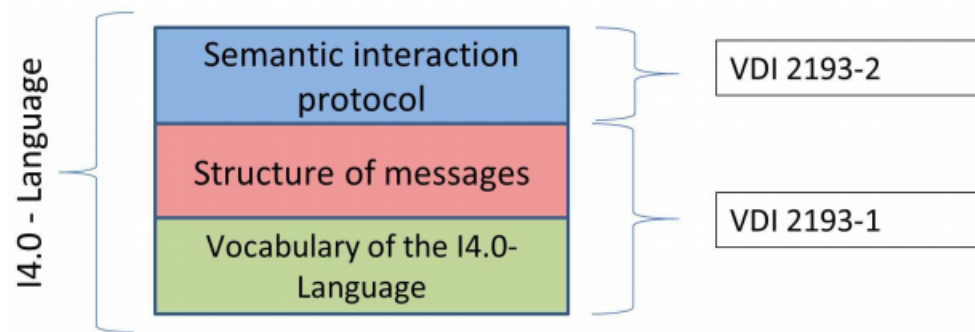 I4.0 - Language
Semantic interaction
protocol
Structure of messages
Vocabulary of the I4.0-
Language
VDI 2193-2
VDI 2193-1